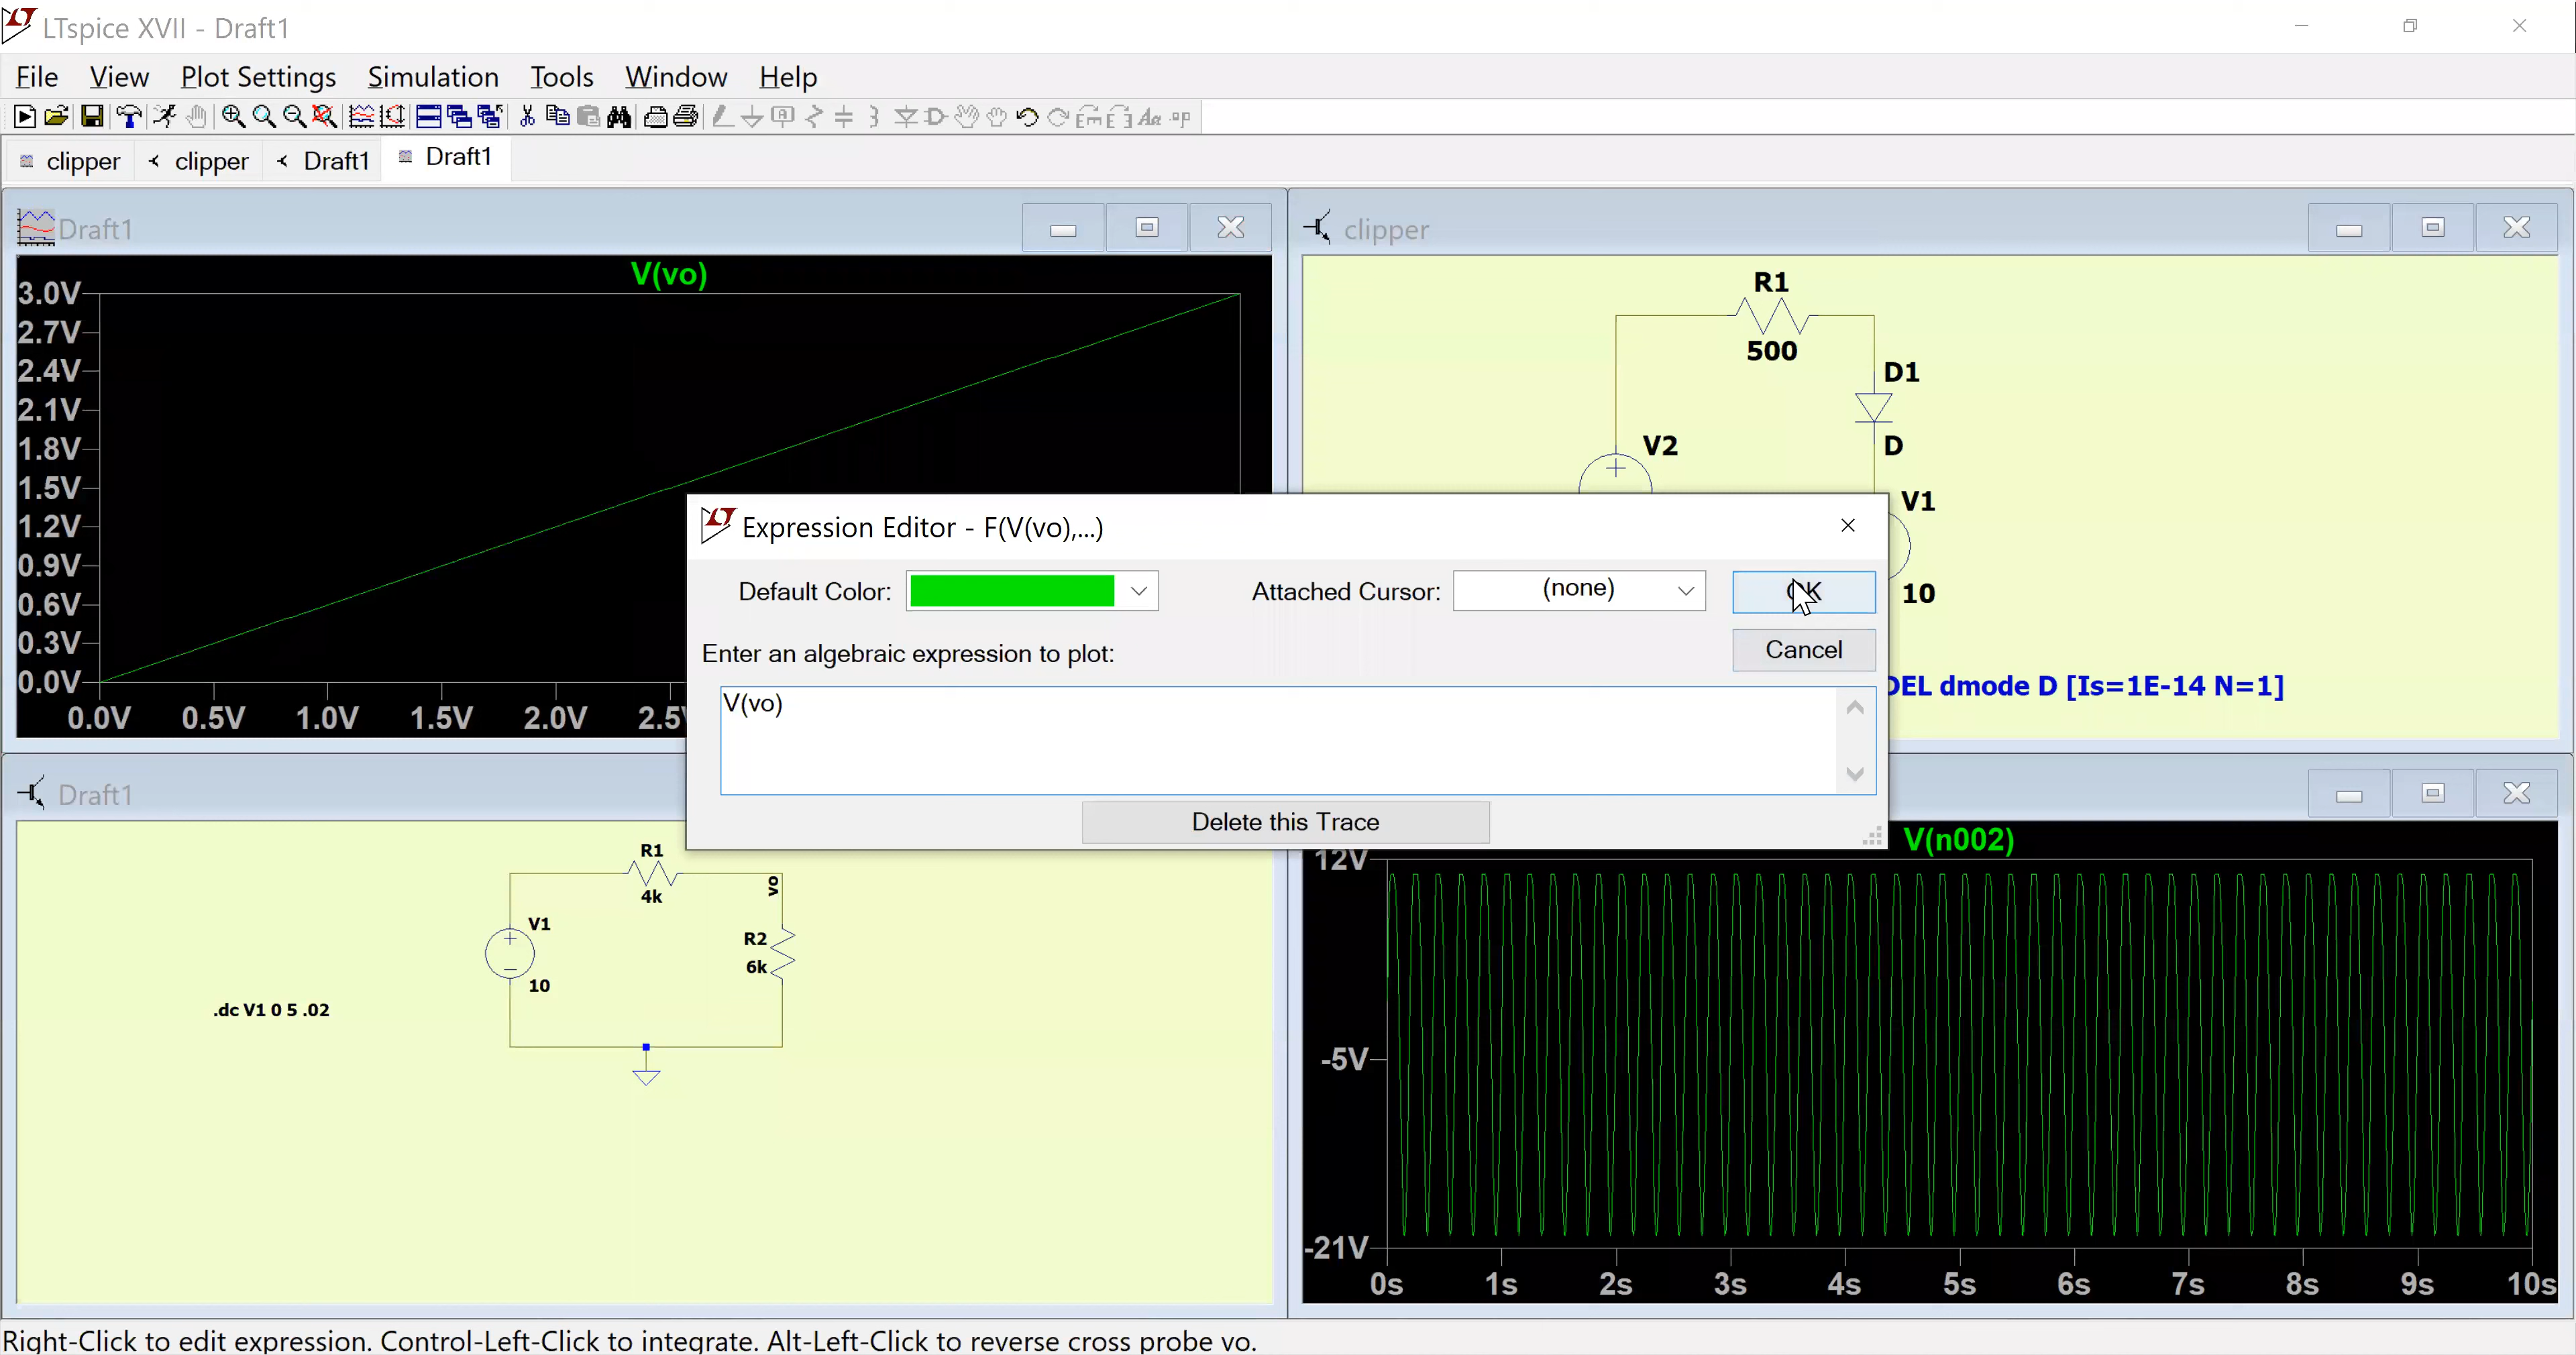 LTspice XVII - Draft1
File View Plot Settings Simulation Tools Window Help
clipper clipper Draft1 Draft1
Draft1
V(vo)
3.0V
2.7V
2.4V
2.1V
1.8V
1.5V
1.2V
0.9V
0.6V
0.3V
0.0V
0.0V 0.5V 1.0V 1.5V 2.0V 2.5V
clipper
R1
500
D1
D
V2
V1
10
DEL dmode D [Is=1E-14 N=1]
Expression Editor - F(V(vo),...)
Default Color:
Attached Cursor: (none)
OK
Enter an algebraic expression to plot:
Cancel
V(vo)
Delete this Trace
Draft1
R1
4k
vo
V1
10
R2
6k
.dc V1 0 5 .02
V(n002)
12V
-5V
-21V
0s 1s 2s 3s 4s 5s 6s 7s 8s 9s 10s
Right-Click to edit expression. Control-Left-Click to integrate. Alt-Left-Click to reverse cross probe vo.